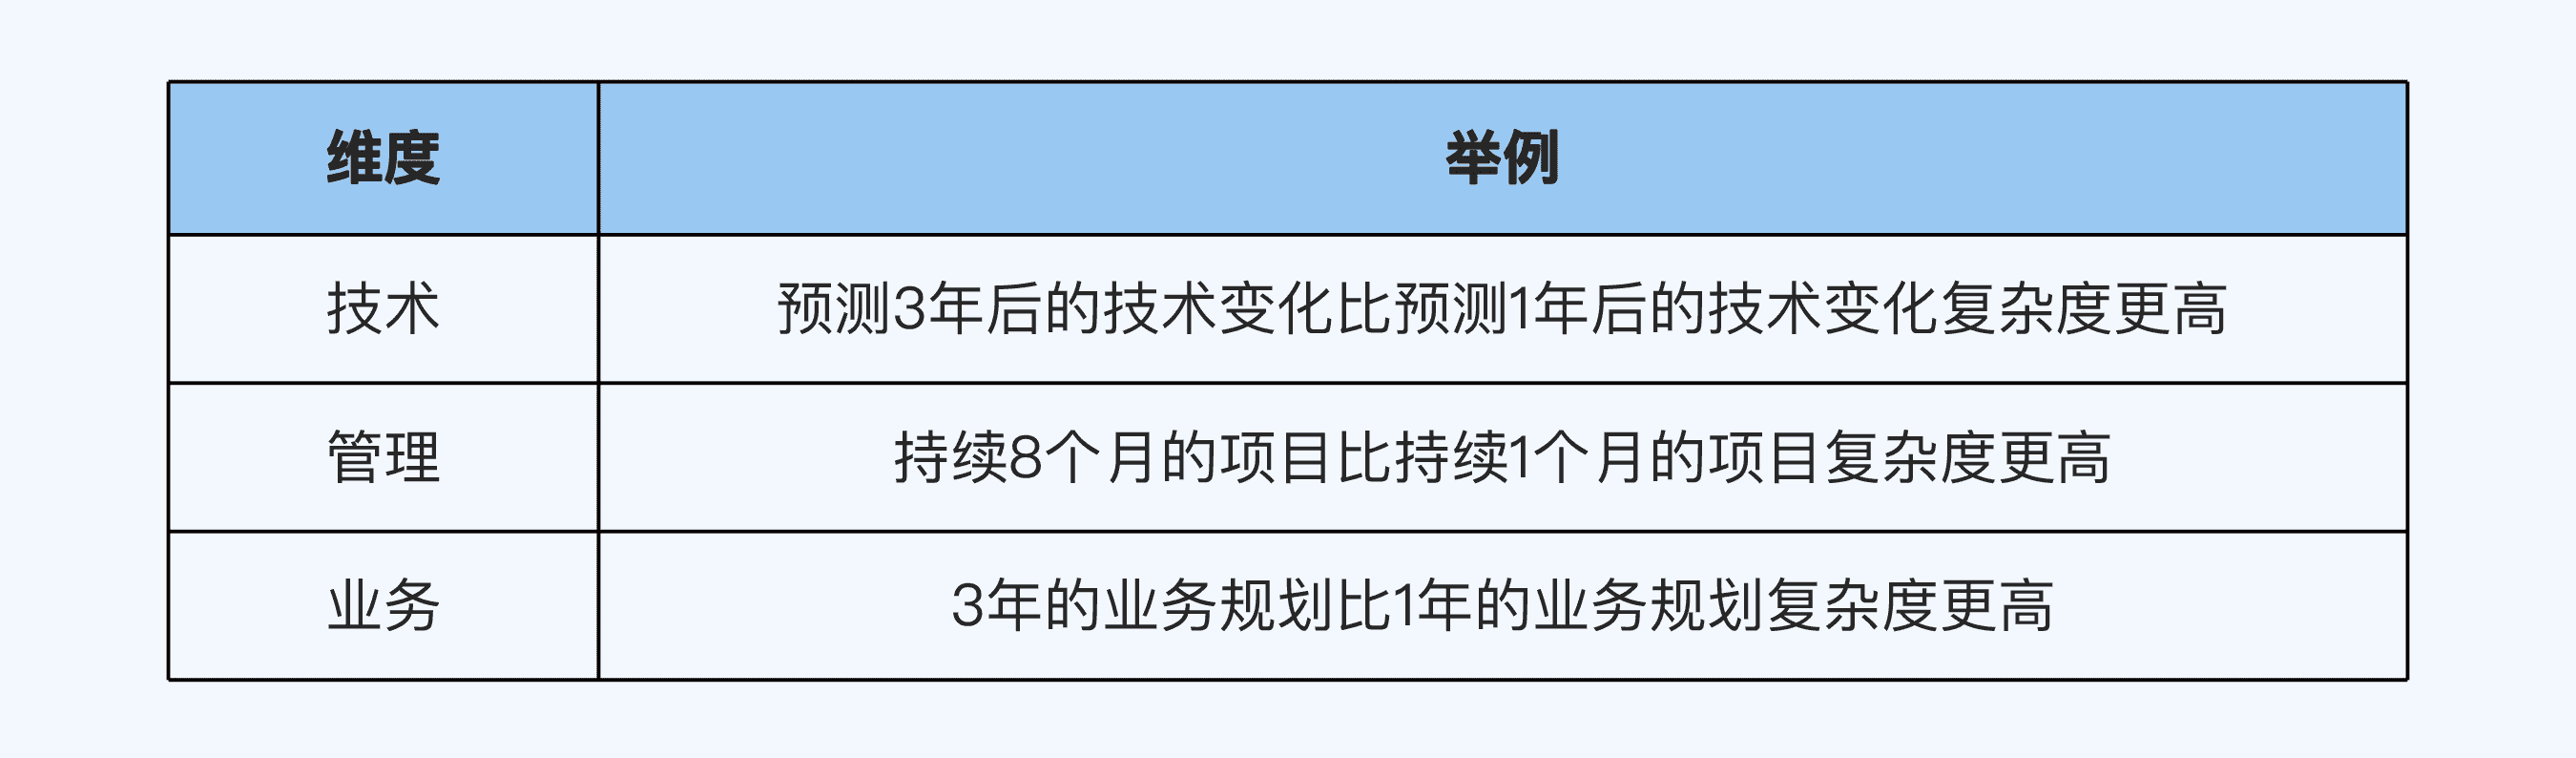 维度 举例
技术 预测3年后的技术变化比预测1年后的技术变化复杂度更高
管理 持续8个月的项目比持续1个月的项目复杂度更高
业务 3年的业务规划比1年的业务规划复杂度更高